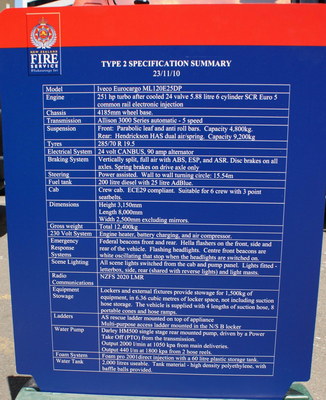 NEW ZEALAND
FIRE
SERVICE
Whakaratonga Iwi
TYPE 2 SPECIFICATION SUMMARY
23/11/10
Model Iveco Eurocargo ML120E25DP
Engine 251 hp turbo after cooled 24 valve 5.88 litre 6 cylinder SCR Euro 5
common rail electronic injection
Chassis 4185mm wheel base.
Transmission Allison 3000 Series automatic - 5 speed
Suspension Front: Parabolic leaf and anti roll bars. Capacity 4,800kg.
Rear: Hendrickson HAS dual air/spring. Capacity 9,200kg
Tyres 285/70 R 19.5
Electrical System 24 volt CANBUS, 90 amp alternator
Braking System Vertically split, full air with ABS, ESP, and ASR. Disc brakes on all
axles. Spring brakes on drive axle only
Steering Power assisted. Wall to wall turning circle: 15.54m
Fuel tank 200 litre diesel with 25 litre AdBlue.
Cab Crew cab. ECE29 compliant. Suitable for 6 crew with 3 point
seatbelts.
Dimensions Height 3,150mm
Length 8,000mm
Width 2,500mm excluding mirrors.
Gross weight Total 12,400kg
230 Volt System Engine heater, battery charging, and air compressor.
Emergency Federal beacons front and rear. Hella flushers on the front, side and
Response rear of the vehicle. Flashing headlights. Centre front beacons are
Systems white oscillating that stop when the headlights are switched on.
Scene Lighting All scene lights switched from the cab and pump panel. Lights fitted -
letterbox, side, rear (shared with reverse lights) and light masts.
Radio NZFS 2020 LMR
Communications
Equipment Lockers and external fixtures provide stowage for 1,500kg of
Stowage equipment, in 6.36 cubic metres of locker space, not including suction
hose storage. The vehicle is supplied with 4 lengths of suction hose, 8
portable cones and hose ramps.
Ladders AS rescue ladder mounted on top of appliance
Multi-purpose access ladder mounted in the N/S B locker
Water Pump Darley HM500 single stage rear mounted pump, driven by a Power
Take Off (PTO) from the transmission.
Output 2000 l/min at 1050 kpa from main deliveries.
Output 440 l/m at 1800 kpa from 2 hose reels.
Foam System Foam pro 2001direct injection with a 60 litre plastic storage tank.
Water Tank 2,000 litres useable. Tank material - high density polyethylene, with
baffle balls provided.